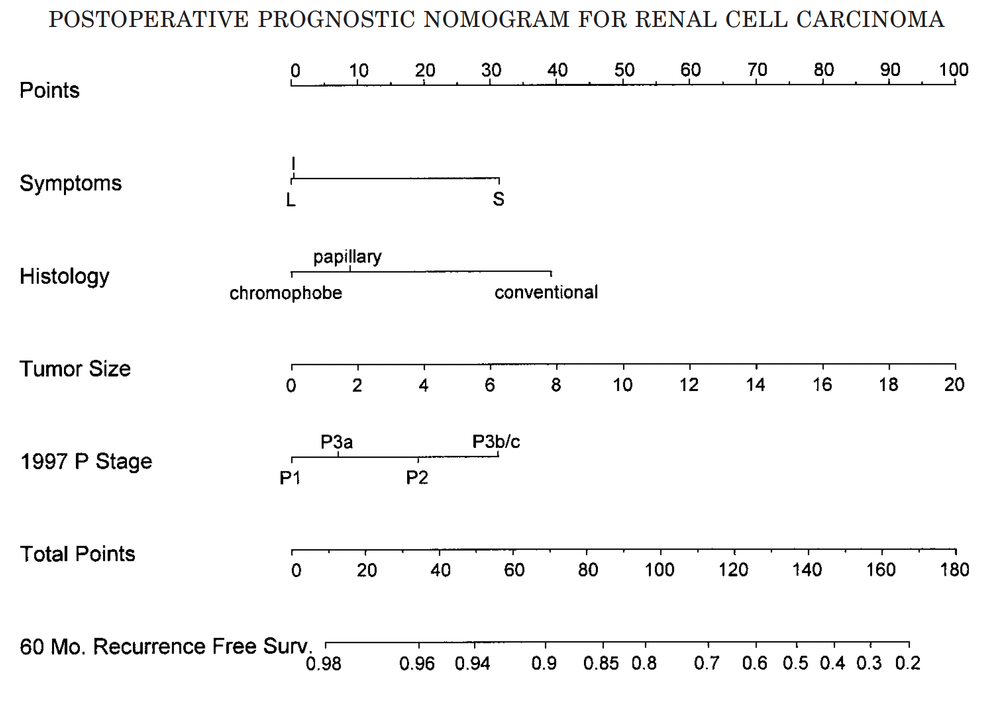 POSTOPERATIVE PROGNOSTIC NOMOGRAM FOR RENAL CELL CARCINOMA
0 10 20 30 40 50 60 70 80 90 100
Points
I
Symptoms
L S
papillary
Histology
chromophobe conventional
Tumor Size
0 2 4 6 8 10 12 14 16 18 20
P3a P3b/c
1997 P Stage
P1 P2
Total Points
0 20 40 60 80 100 120 140 160 180
60 Mo. Recurrence Free Surv.
0.98 0.96 0.94 0.9 0.85 0.8 0.7 0.6 0.5 0.4 0.3 0.2